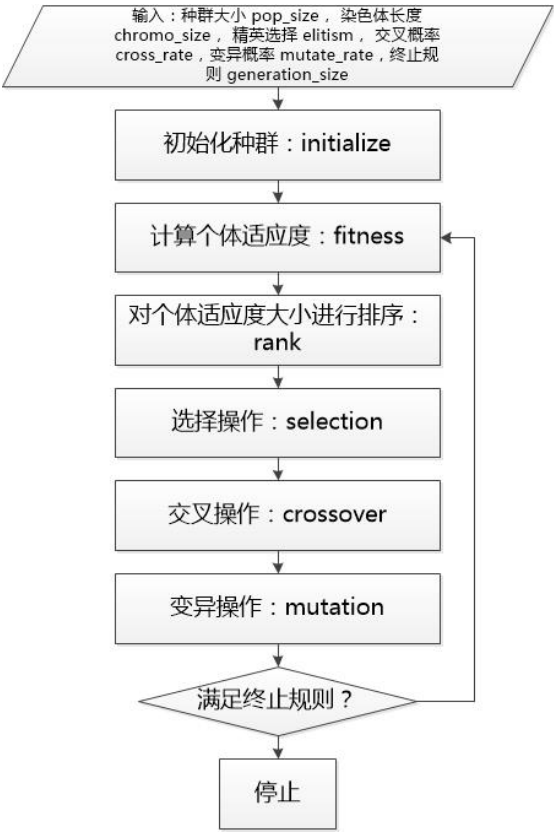 输入：种群大小 pop_size， 染色体长度
chromo_size， 精英选择 elitism， 交叉概率
cross_rate，变异概率 mutate_rate，终止规
则 generation_size
初始化种群：initialize
计算个体适应度：fitness
对个体适应度大小进行排序：
rank
选择操作：selection
交叉操作：crossover
变异操作：mutation
满足终止规则？
停止